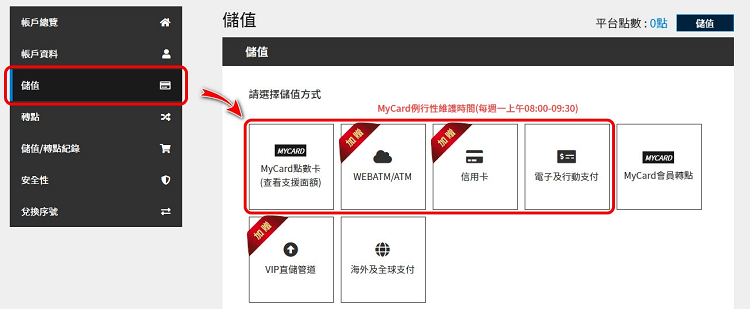 帳戶總覽
帳戶資料
儲值
轉點
儲值/轉點紀錄
安全性
兌換序號
儲值
平台點數 : 0點
儲值
儲值
請選擇儲值方式
MyCard例行性維護時間(每週一上午08:00-09:30)
MYCARD
MyCard點數卡
(查看支援面額)
加贈
WEBATM/ATM
加贈
信用卡
電子及行動支付
MYCARD
MyCard會員轉點
加贈
VIP直儲管道
海外及全球支付